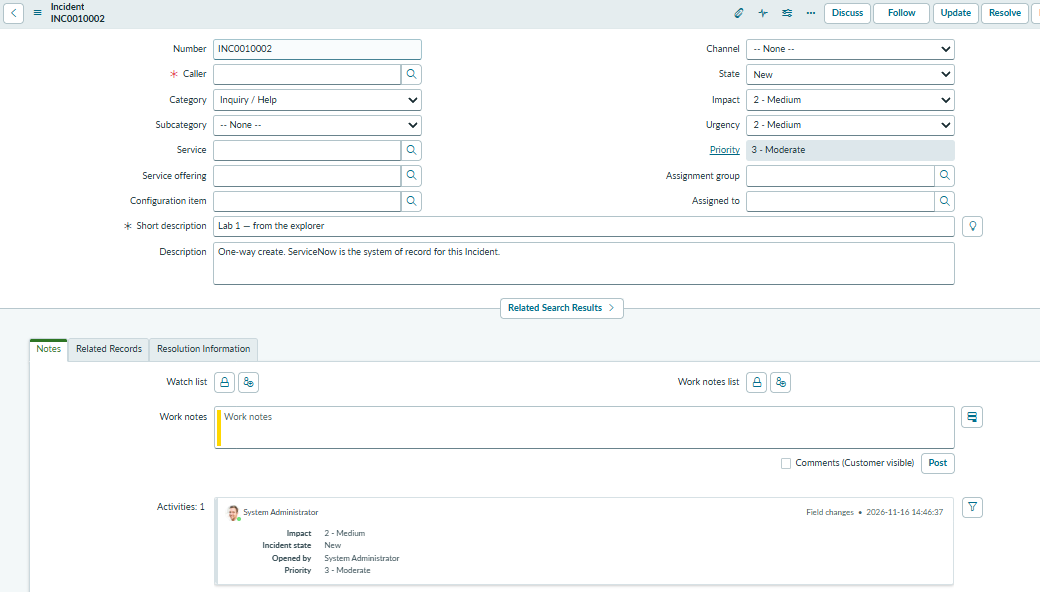 Incident
INC0010002
Discuss
Follow
Update
Resolve
Number INC0010002
Channel -- None --
Caller
State New
Category Inquiry / Help
Impact 2 - Medium
Subcategory -- None --
Urgency 2 - Medium
Service
Priority 3 - Moderate
Service offering
Assignment group
Configuration item
Assigned to
Short description Lab 1 — from the explorer
Description One-way create. ServiceNow is the system of record for this Incident.
Related Search Results
Notes
Related Records
Resolution Information
Watch list
Work notes list
Work notes Work notes
Comments (Customer visible)
Post
Activities: 1
System Administrator
Field changes • 2026-11-16 14:46:37
Impact 2 - Medium
Incident state New
Opened by System Administrator
Priority 3 - Moderate